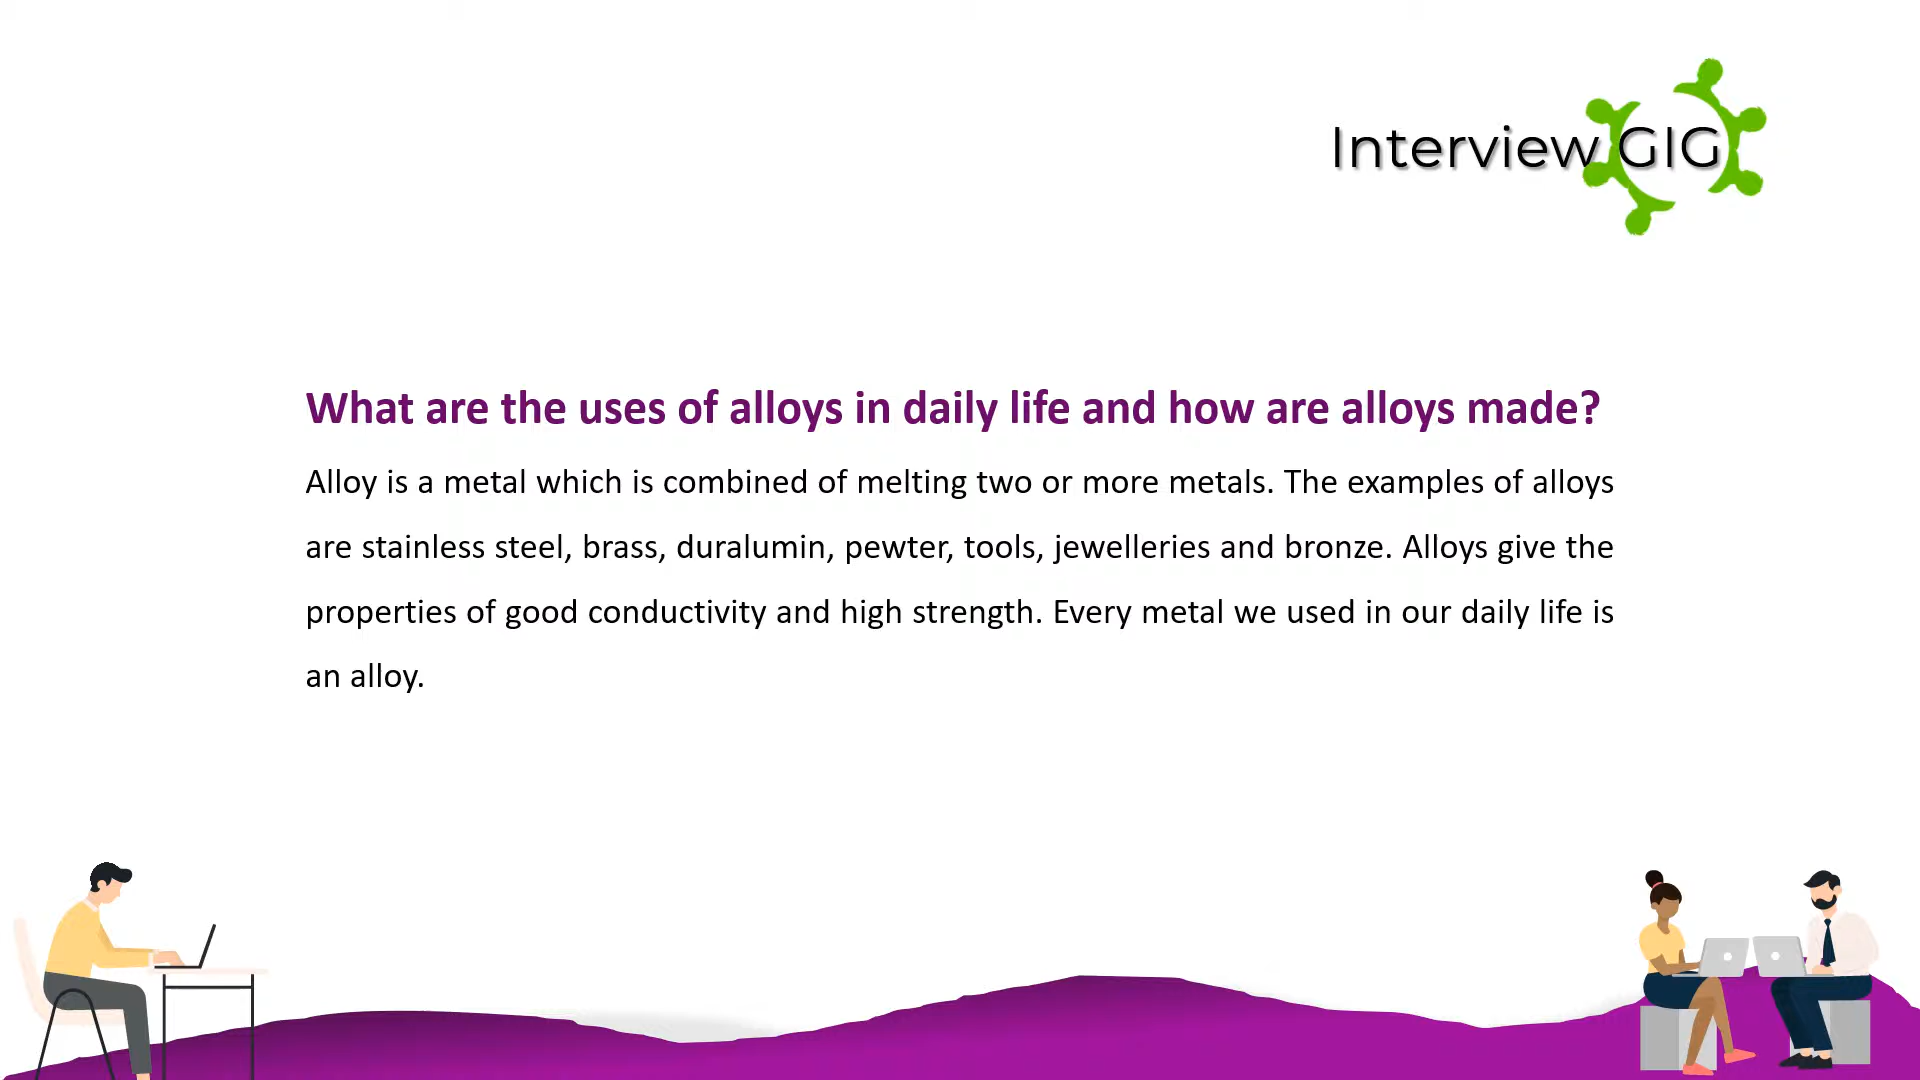 Interview GIG
What are the uses of alloys in daily life and how are alloys made?
Alloy is a metal which is combined of melting two or more metals. The examples of alloys
are stainless steel, brass, duralumin, pewter, tools, jewelleries and bronze. Alloys give the
properties of good conductivity and high strength. Every metal we used in our daily life is
an alloy.